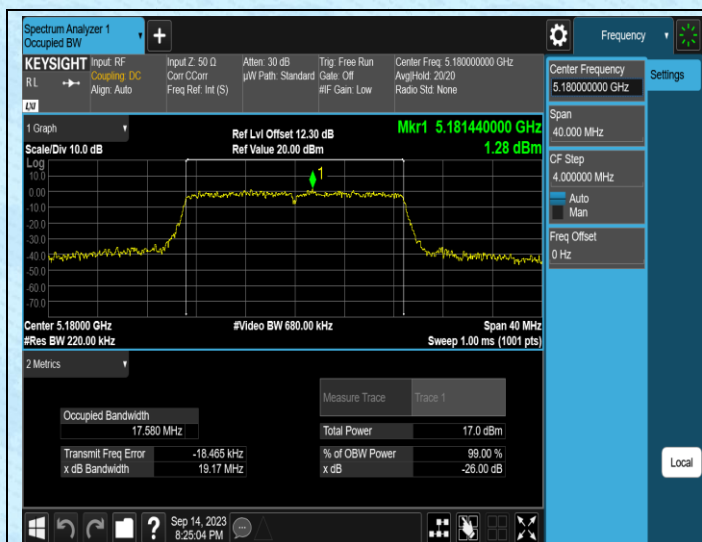 Spectrum Analyzer 1
Occupied BW
Frequency
KEYSIGHT
RL
LXI
Input: RF
Coupling: DC
Align: Auto
Input Z: 50 Ω
Corr CCorr
Freq Ref: Int (S)
Atten: 30 dB
µW Path: Standard
Trig: Free Run
Gate: Off
#IF Gain: Low
Center Freq: 5.180000000 GHz
Avg|Hold: 20/20
Radio Std: None
Center Frequency
5.180000000 GHz
Settings
Span
40.000 MHz
CF Step
4.000000 MHz
Auto
Man
Freq Offset
0 Hz
Local
1 Graph
Scale/Div 10.0 dB
Ref Lvl Offset 12.30 dB
Ref Value 20.00 dBm
Mkr1 5.181440000 GHz
1.28 dBm
Log
10.0
0.00
-10.0
-20.0
-30.0
-40.0
-50.0
-60.0
-70.0
1
Center 5.18000 GHz
#Res BW 220.00 kHz
#Video BW 680.00 kHz
Span 40 MHz
Sweep 1.00 ms (1001 pts)
2 Metrics
Measure Trace
Trace 1
Occupied Bandwidth
17.580 MHz
Total Power
17.0 dBm
Transmit Freq Error
-18.465 kHz
% of OBW Power
99.00 %
x dB Bandwidth
19.17 MHz
x dB
-26.00 dB
Sep 14, 2023
8:25:04 PM